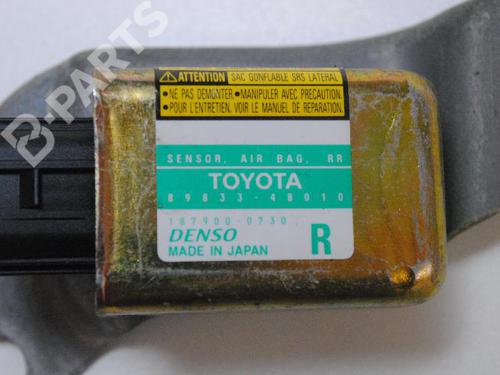 B-PARTS
ATTENTION SAC GONFLABLE SRS LATERAL
•NE PAS DEMONTER •MANIPULER AVEC PRECAUTION.
•POUR L'ENTRETIEN, VOIR LE MANUEL DE REPARATION.
SENSOR, AIR BAG, RR
TOYOTA
89833-48010
187900-0730
DENSO
MADE IN JAPAN
R